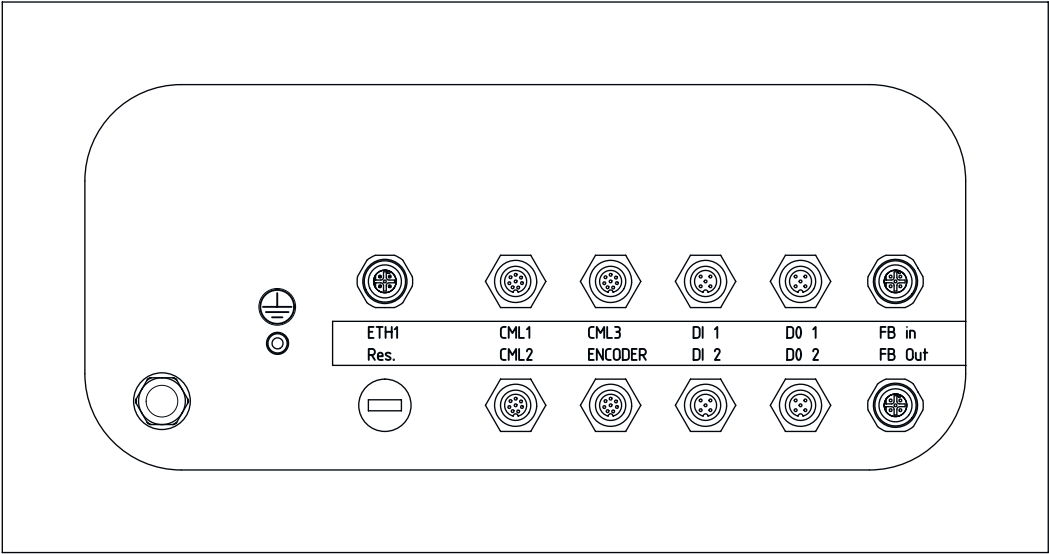 ETH1 CML1 CML3 DI 1 DO 1 FB in
Res. CML2 ENCODER DI 2 DO 2 FB Out